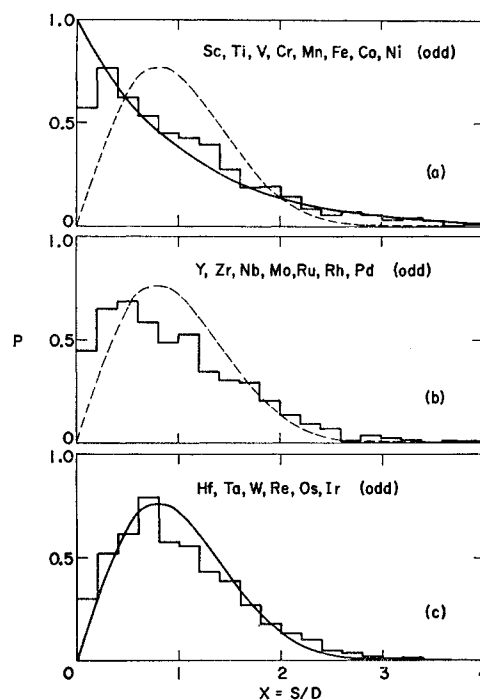 1.0
Sc, Ti, V, Cr, Mn, Fe, Co, Ni (odd)
0.5
(a)
0
1.0
Y, Zr, Nb, Mo, Ru, Rh, Pd (odd)
P
0.5
(b)
0
1.0
Hf, Ta, W, Re, Os, Ir (odd)
0.5
(c)
0 1 2 3 4
X = S/D